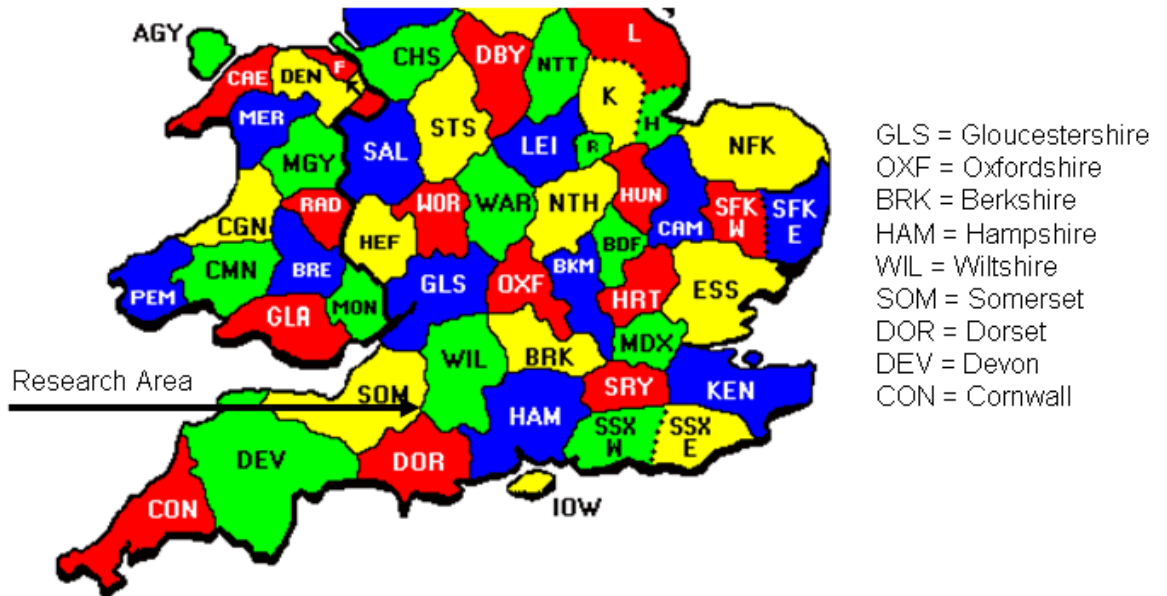 AGY
L
CHS
DBY
NTT
F
CAE
DEN
K
K
MER
STS
H
SAL
LEI
R
NFK
MGY
RAD
WOR
WAR
NTH
HUN
SFK
W
SFK
E
CGN
HEF
CAM
BDF
CMN
BRE
GLS
OXF
BKM
PEM
MON
HRT
ESS
GLA
MDX
WIL
BRK
Research Area
SOM
SRY
KEN
HAM
SSX
W
SSX
E
DEV
DOR
CON
IOW
GLS = Gloucestershire
OXF = Oxfordshire
BRK = Berkshire
HAM = Hampshire
WIL = Wiltshire
SOM = Somerset
DOR = Dorset
DEV = Devon
CON = Cornwall